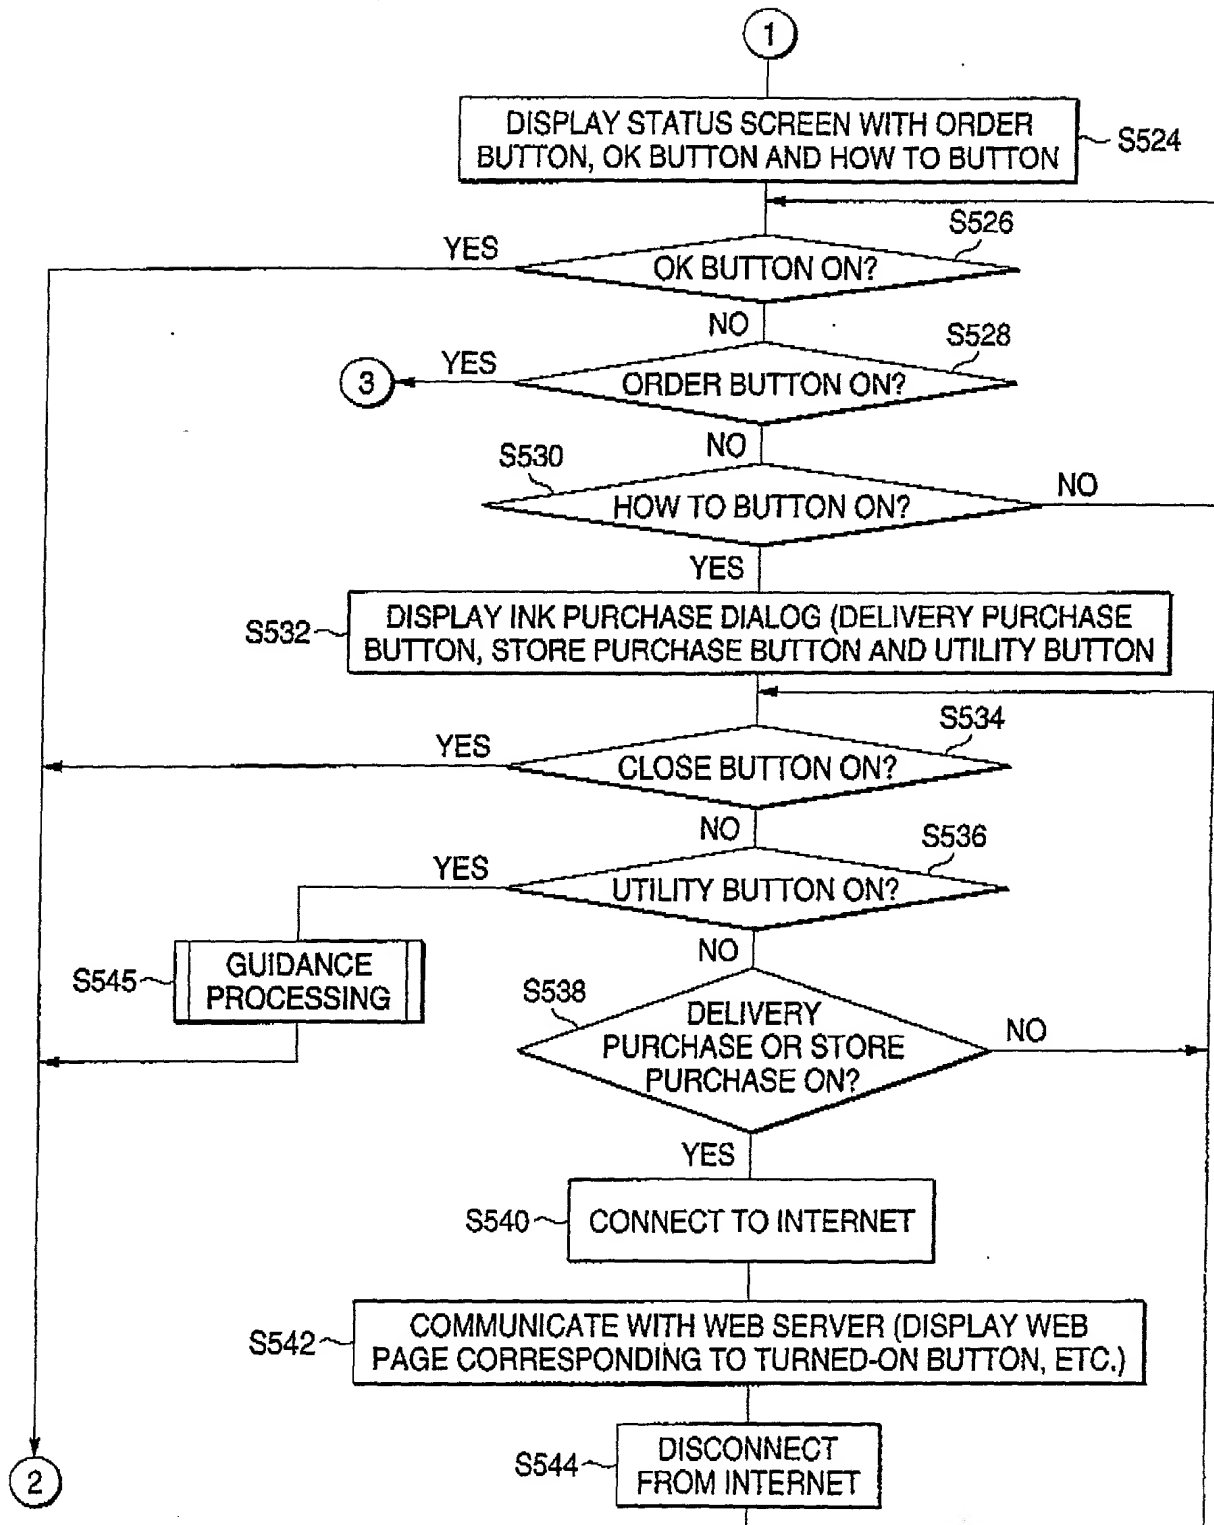 1
DISPLAY STATUS SCREEN WITH ORDER
BUTTON, OK BUTTON AND HOW TO BUTTON
S524
S526
YES
OK BUTTON ON?
NO
S528
3
YES
ORDER BUTTON ON?
NO
S530
HOW TO BUTTON ON?
NO
YES
S532
DISPLAY INK PURCHASE DIALOG (DELIVERY PURCHASE
BUTTON, STORE PURCHASE BUTTON AND UTILITY BUTTON
S534
YES
CLOSE BUTTON ON?
NO
S536
YES
UTILITY BUTTON ON?
NO
S545
GUIDANCE
PROCESSING
S538
DELIVERY
PURCHASE OR STORE
PURCHASE ON?
NO
YES
S540
CONNECT TO INTERNET
S542
COMMUNICATE WITH WEB SERVER (DISPLAY WEB
PAGE CORRESPONDING TO TURNED-ON BUTTON, ETC.)
S544
DISCONNECT
FROM INTERNET
2